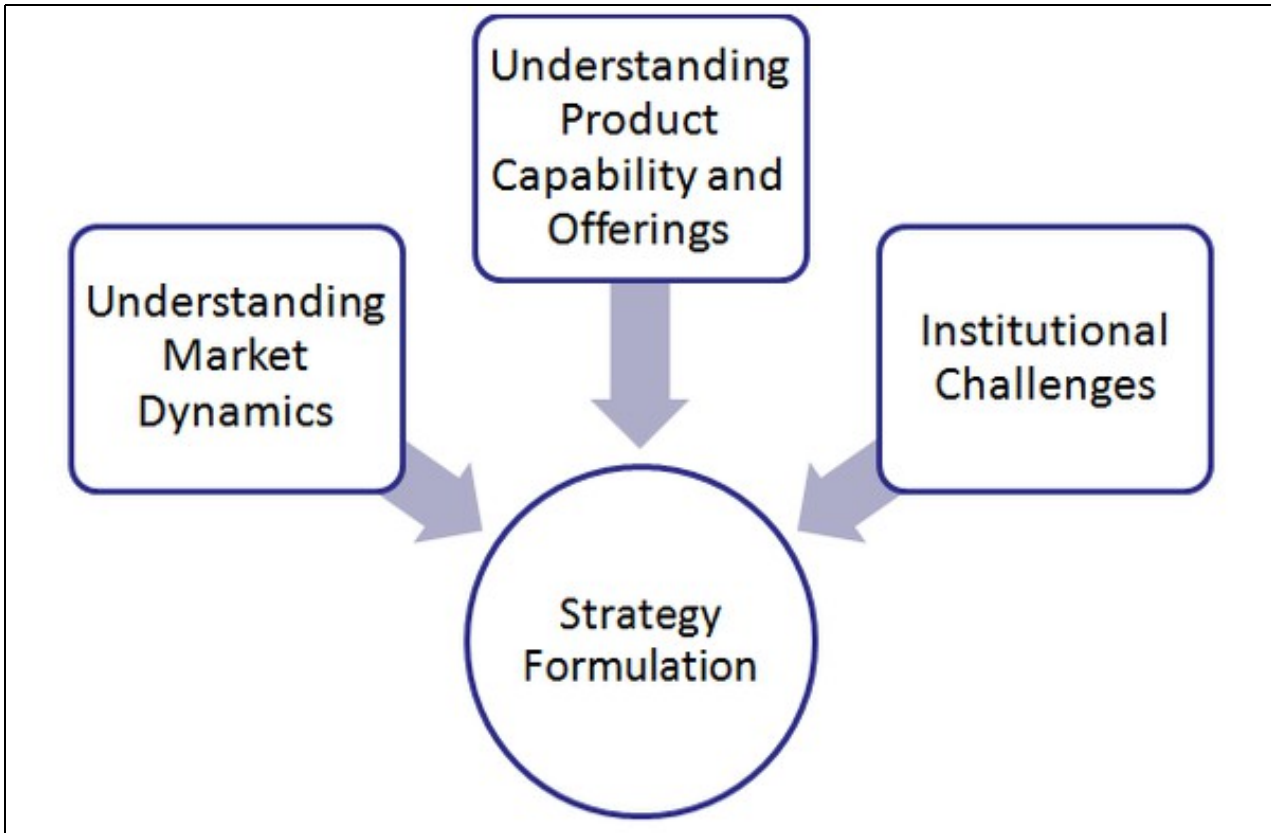 Understanding
Product
Capability and
Offerings
Understanding
Market
Dynamics
Institutional
Challenges
Strategy
Formulation